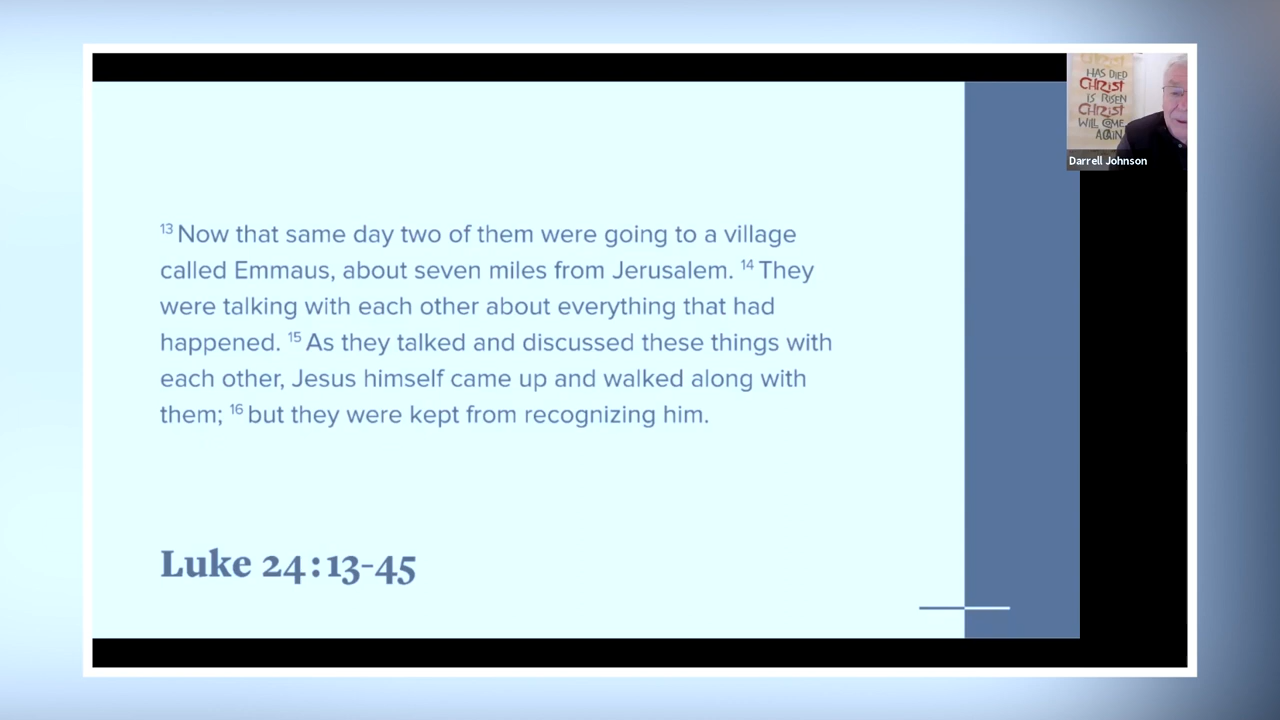 HAS DIED
CHRIST
IS RISEN
CHRIST
WILL COME
AGAIN
Darrell Johnson
13 Now that same day two of them were going to a village
called Emmaus, about seven miles from Jerusalem. 14 They
were talking with each other about everything that had
happened. 15 As they talked and discussed these things with
each other, Jesus himself came up and walked along with
them; 16 but they were kept from recognizing him.
Luke 24:13-45